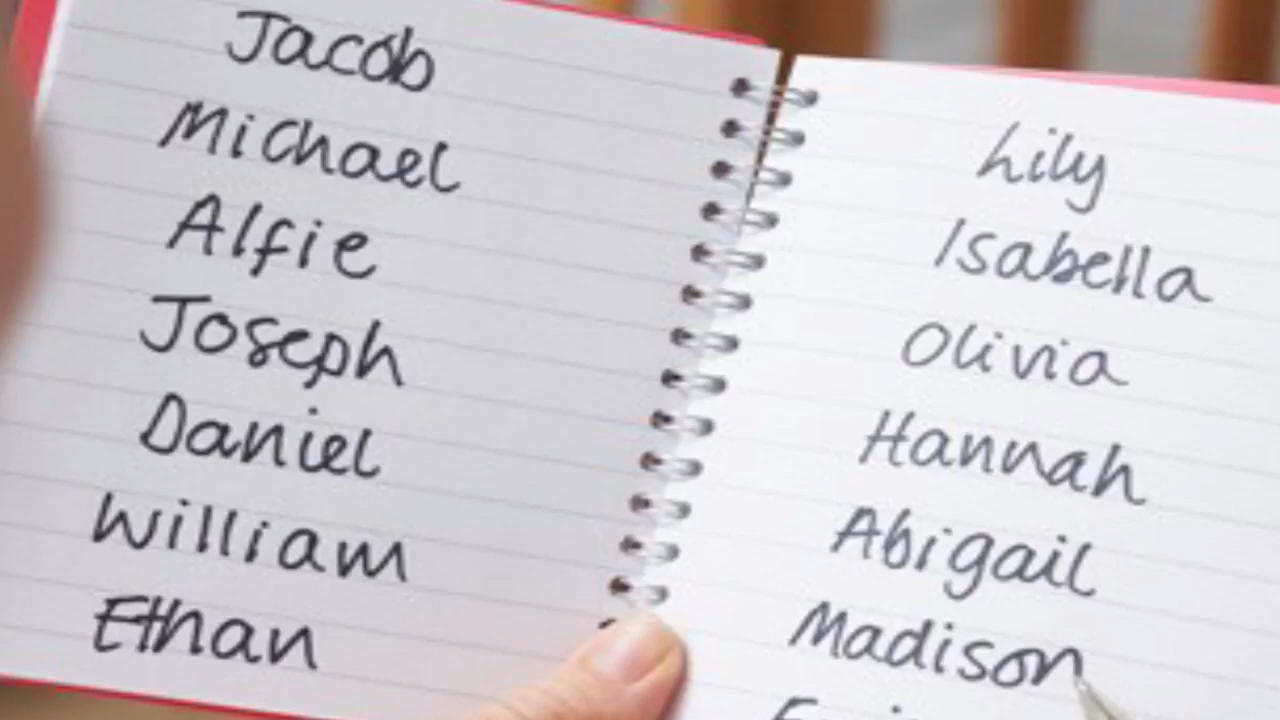 Jacob
Michael
Alfie
Joseph
Daniel
William
Ethan
Lily
Isabella
Olivia
Hannah
Abigail
Madison